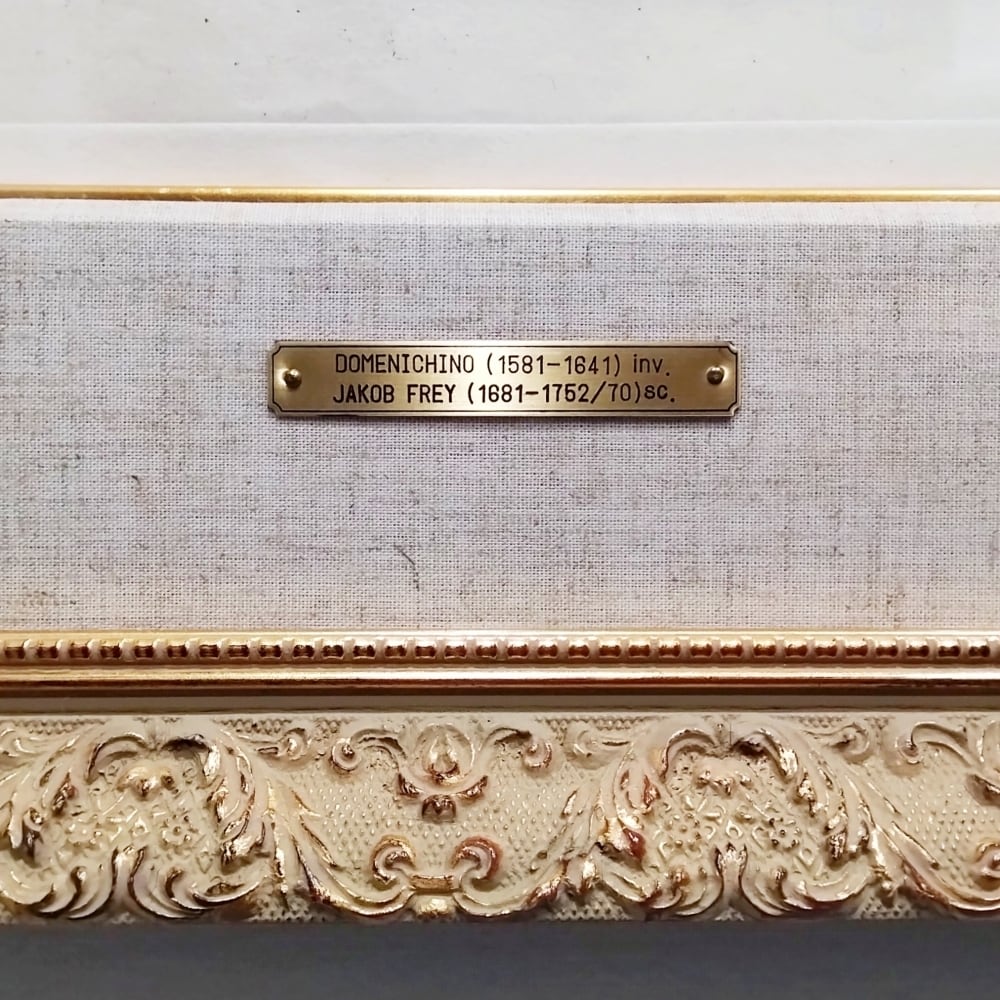 DOMENICHINO (1581-1641) inv.
JAKOB FREY (1681-1752/70)sc.